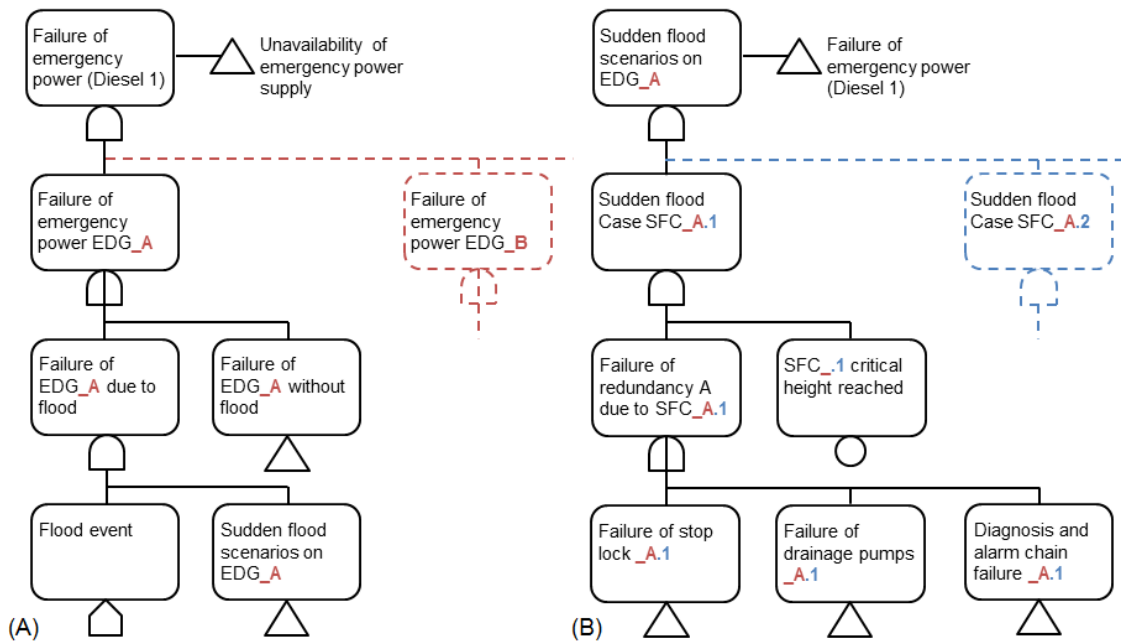 Failure of
emergency
power (Diesel 1)
Unavailability of
emergency power
supply
Failure of
emergency
power EDG_A
Failure of
emergency
power EDG_B
Failure of
EDG_A due to
flood
Failure of
EDG_A without
flood
Flood event
Sudden flood
scenarios on
EDG_A
(A)
Sudden flood
scenarios on
EDG_A
Failure of
emergency power
(Diesel 1)
Sudden flood
Case SFC_A.1
Sudden flood
Case SFC_A.2
Failure of
redundancy A
due to SFC_A.1
SFC_.1 critical
height reached
Failure of stop
lock _A.1
Failure of
drainage pumps
_A.1
Diagnosis and
alarm chain
failure _A.1
(B)